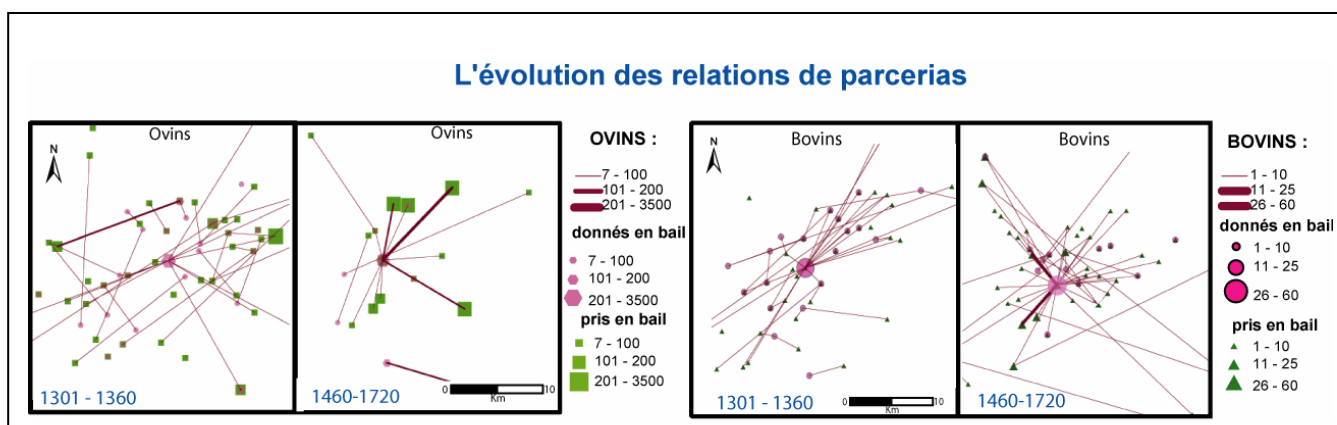 L'évolution des relations de parcerias
N
Ovins
1301 - 1360
Ovins
1460-1720
0 10
Km
OVINS :
7 - 100
101 - 200
201 - 3500
donnés en bail
7 - 100
101 - 200
201 - 3500
pris en bail
7 - 100
101 - 200
201 - 3500
N
Bovins
1301 - 1360
0 10
Km
Bovins
1460-1720
BOVINS :
1 - 10
11 - 25
26 - 60
donnés en bail
1 - 10
11 - 25
26 - 60
pris en bail
1 - 10
11 - 25
26 - 60